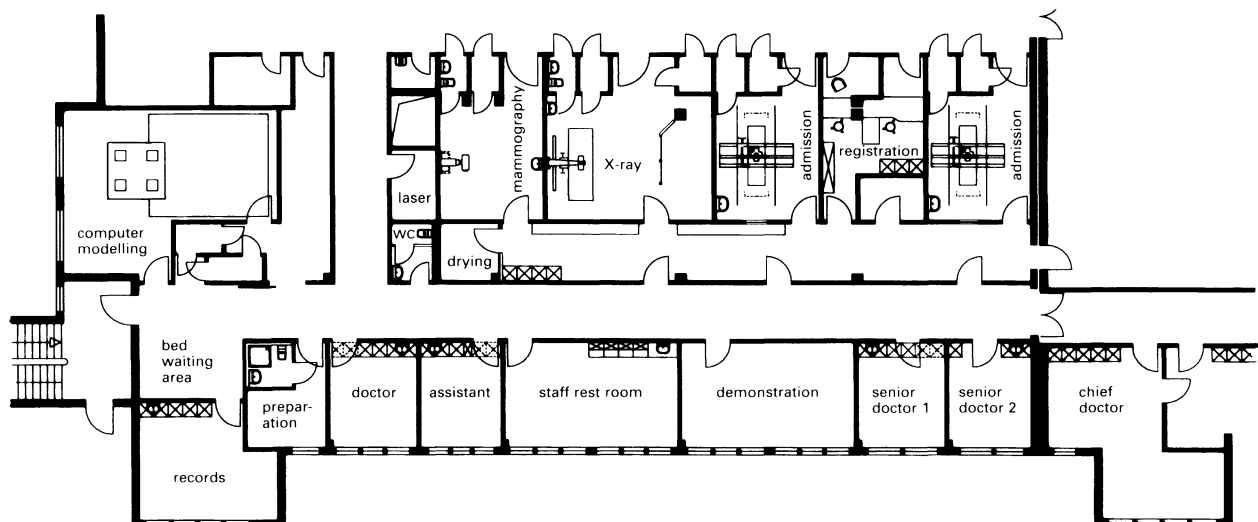 mammography
X-ray
admission
registration
admission
laser
computer
modelling
WC
drying
bed
waiting
area
prepar-
ation
doctor
assistant
staff rest room
demonstration
senior
doctor 1
senior
doctor 2
chief
doctor
records